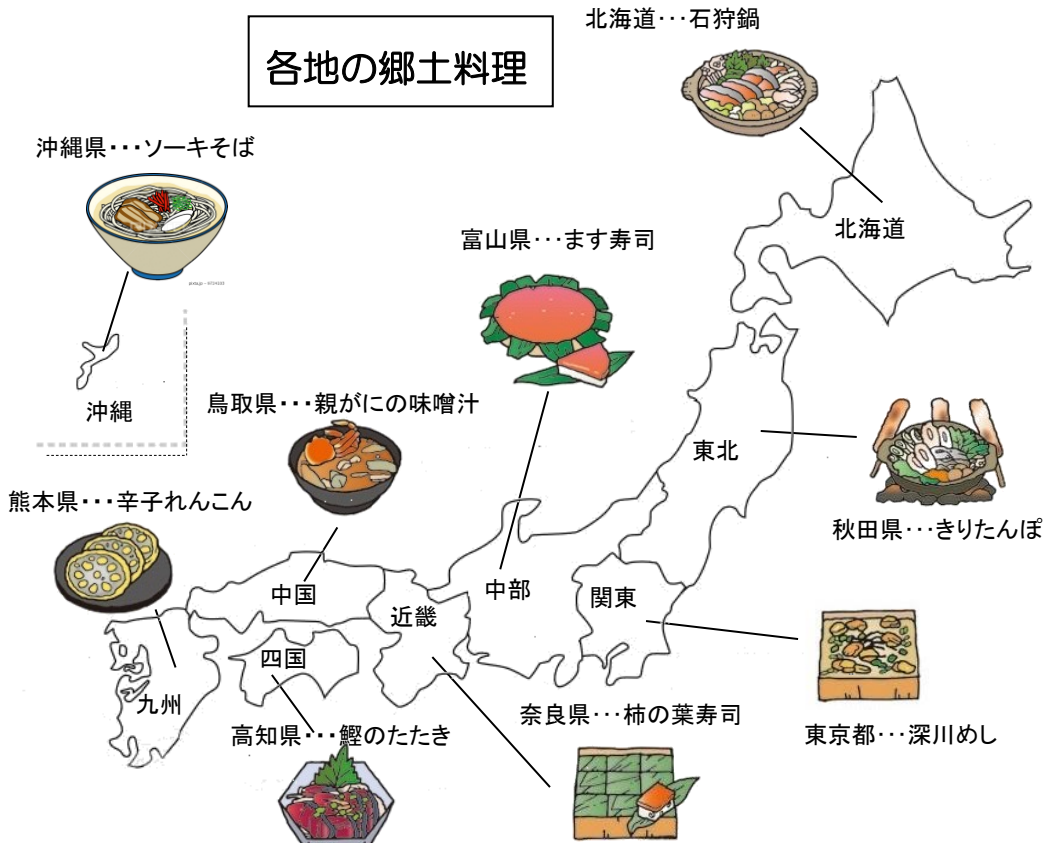 各地の郷土料理
北海道･･･石狩鍋
沖縄県･･･ソーキそば
北海道
富山県･･･ます寿司
沖縄
鳥取県･･･親がにの味噌汁
東北
熊本県･･･辛子れんこん
秋田県･･･きりたんぽ
中国
近畿
中部
関東
四国
九州
高知県･･･鰹のたたき
奈良県･･･柿の葉寿司
東京都･･･深川めし